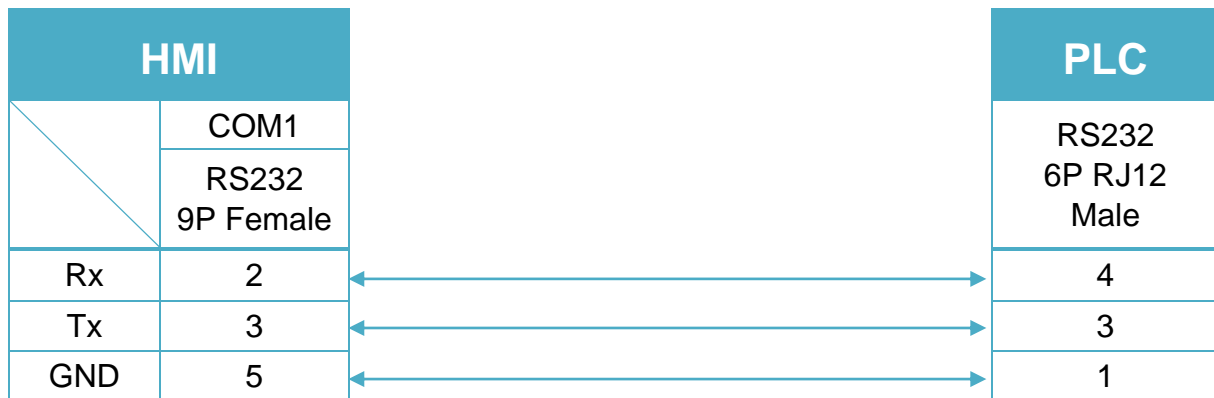 HMI
PLC
COM1
RS232
9P Female
RS232
6P RJ12
Male
Rx 2 4
Tx 3 3
GND 5 1